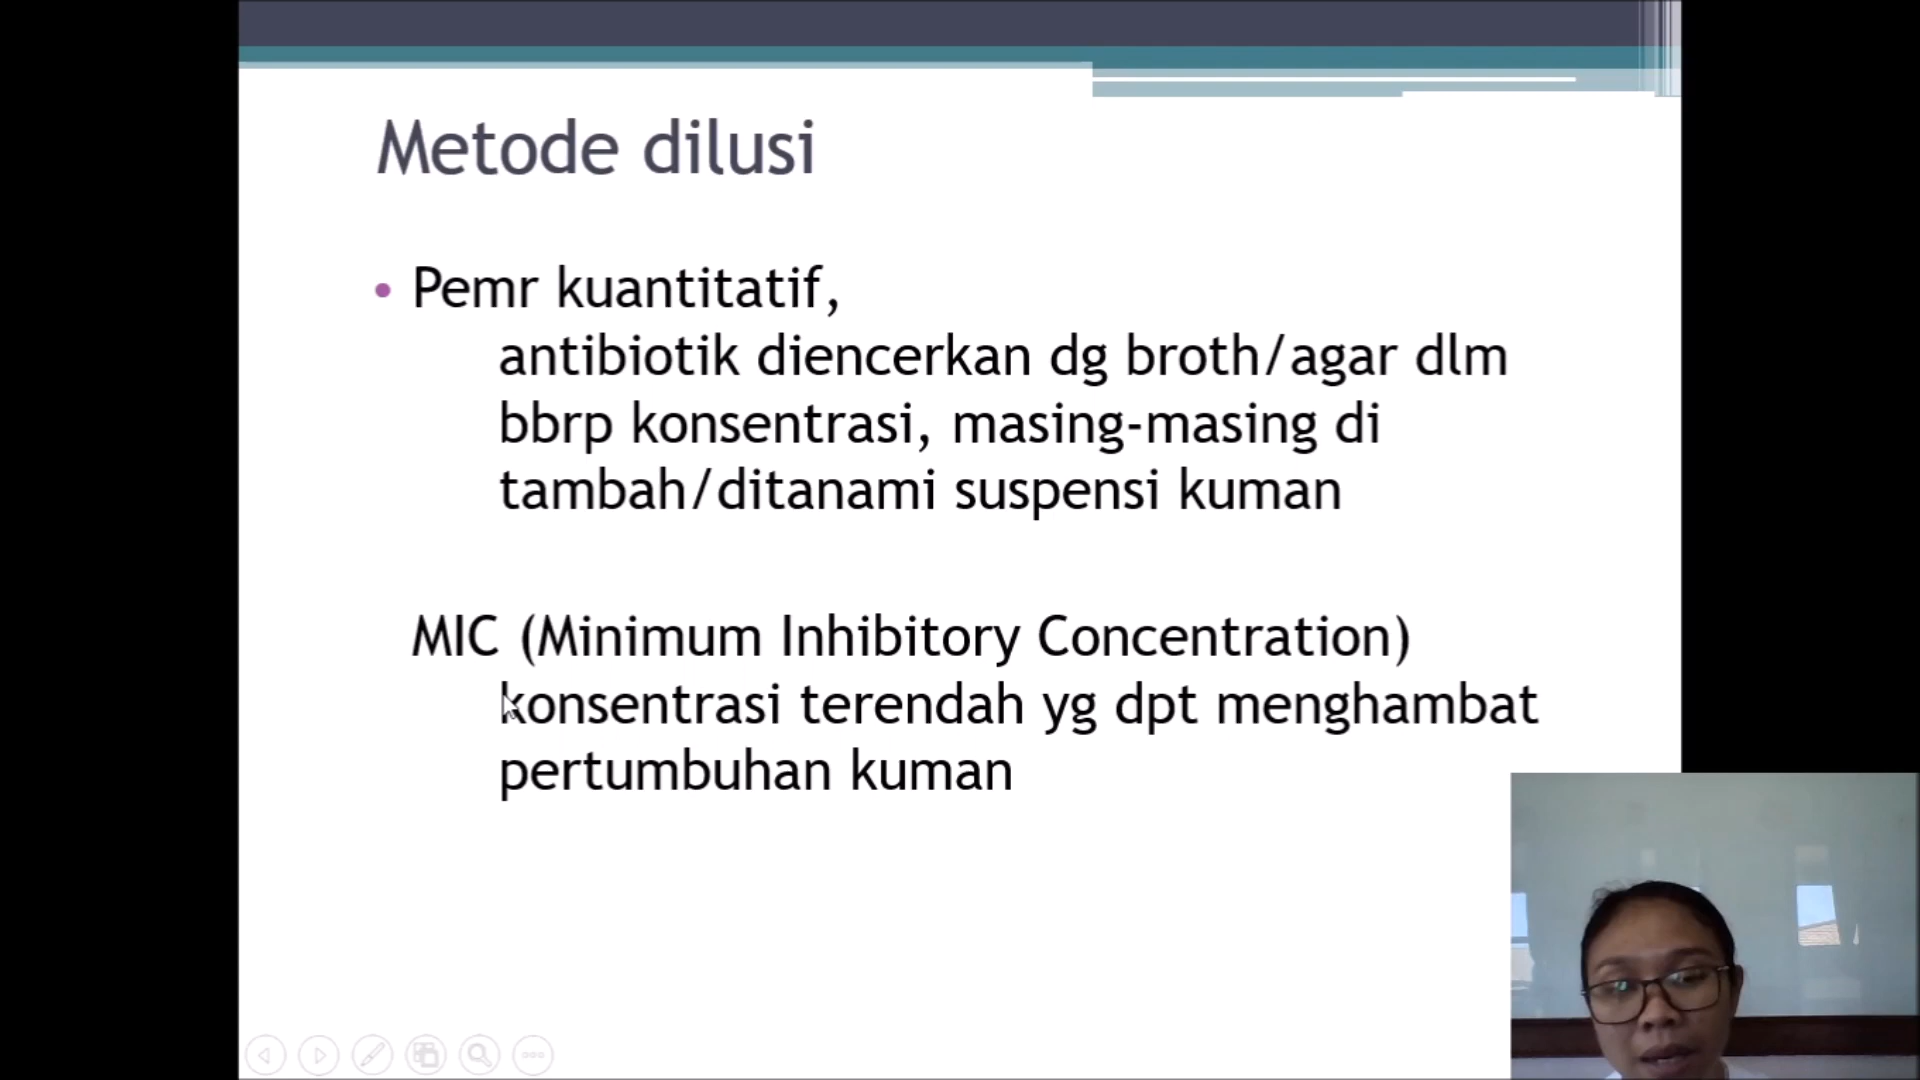 Metode dilusi
• Pemr kuantitatif,
antibiotik diencerkan dg broth/agar dlm
bbrp konsentrasi, masing-masing di
tambah/ditanami suspensi kuman
MIC (Minimum Inhibitory Concentration)
konsentrasi terendah yg dpt menghambat
pertumbuhan kuman